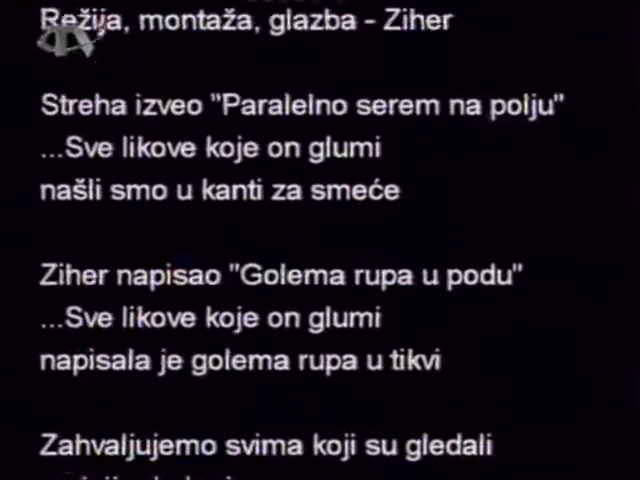 Režija, montaža, glazba - Ziher
Streha izveo "Paralelno serem na polju"
...Sve likove koje on glumi
našli smo u kanti za smeće
Ziher napisao "Golema rupa u podu"
...Sve likove koje on glumi
napisala je golema rupa u tikvi
Zahvaljujemo svima koji su gledali